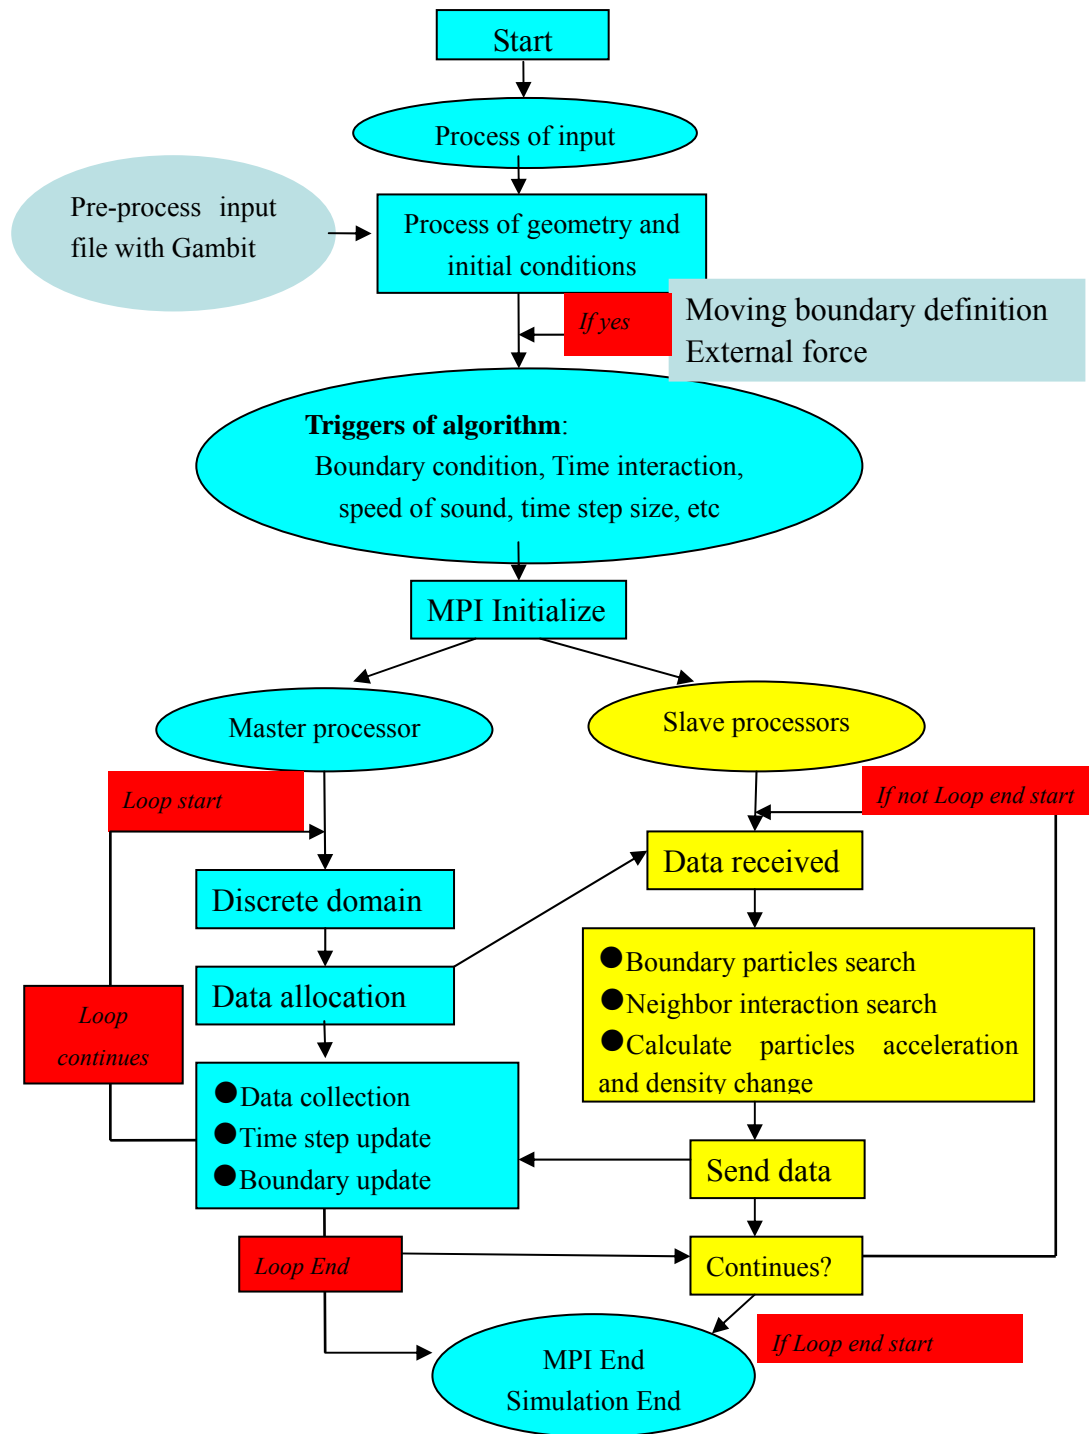 Start
Process of input
Pre-process input
file with Gambit
Process of geometry and
initial conditions
If yes
Moving boundary definition
External force
Triggers of algorithm:
Boundary condition, Time interaction,
speed of sound, time step size, etc
MPI Initialize
Master processor
Slave processors
Loop start
If not Loop end start
Discrete domain
Data received
Data allocation
●Boundary particles search
●Neighbor interaction search
●Calculate particles acceleration
and density change
Loop
continues
●Data collection
●Time step update
●Boundary update
Send data
Loop End
Continues?
If Loop end start
MPI End
Simulation End